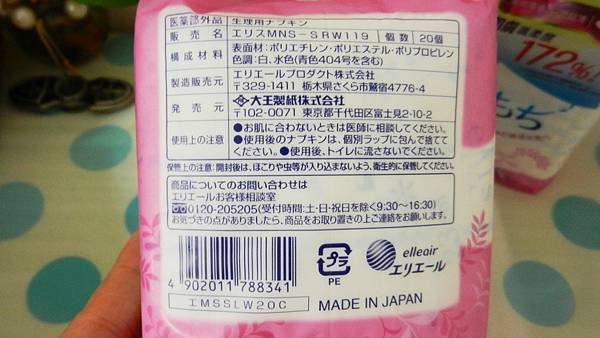 医薬部外品 生理用ナプキン
販売名 エリスMNS-SRW119 個数 20個
構成材料 表面材:ポリエチレン・ポリエステル・ポリプロピレン
色調:白、水色(青色404号を含む)
製造販売元 エリエールプロダクト株式会社
〒329-1411 栃木県さくら市鷲宿4776-4
発売元 大王製紙株式会社
〒102-0071 東京都千代田区富士見2-10-2
使用上の注意 ●お肌に合わないときは医師に相談してください。
●使用後のナプキンは、個別ラップに包んで捨てて
ください。●使用後、トイレに流さないでください。
保管上の注意:開封後は、ほこりや虫等が入り込まないよう、衛生的に保管してください。
商品についてのお問い合わせは
エリエールお客様相談室
0120-205205(受付時間:土・日・祝日を除く9:30~16:30)
お気づきの点がありましたら、商品をお取り置きの上ご連絡をお願いします。
4 902011 788341
IMSSLW20C
プラ
PE
elleair
エリエール
MADE IN JAPAN
172%!
もち